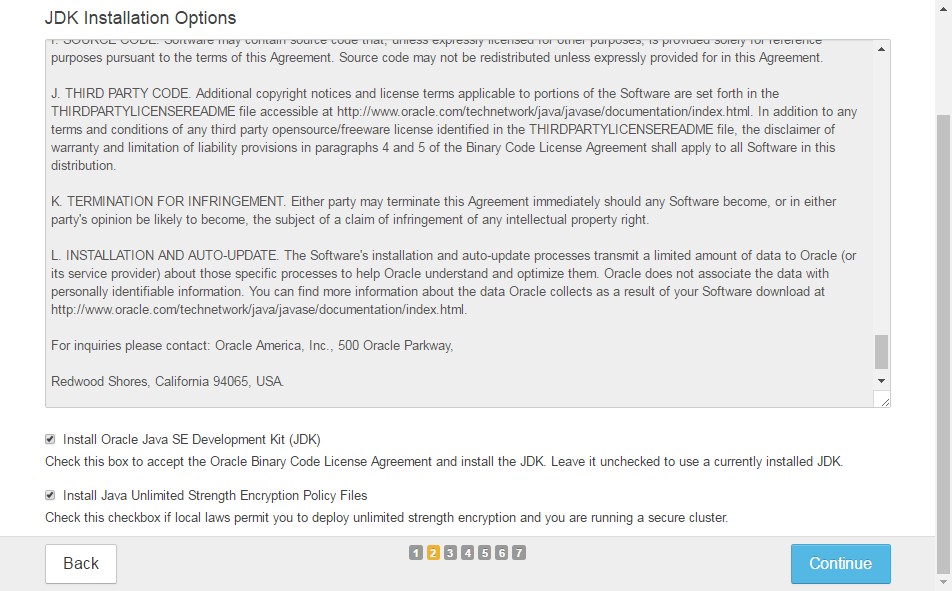 JDK Installation Options
I. SOURCE CODE. Software may contain source code that, unless expressly licensed for other purposes, is provided solely for reference
purposes pursuant to the terms of this Agreement. Source code may not be redistributed unless expressly provided for in this Agreement.
J. THIRD PARTY CODE. Additional copyright notices and license terms applicable to portions of the Software are set forth in the
THIRDPARTYLICENSEREADME file accessible at http://www.oracle.com/technetwork/java/javase/documentation/index.html. In addition to any
terms and conditions of any third party opensource/freeware license identified in the THIRDPARTYLICENSEREADME file, the disclaimer of
warranty and limitation of liability provisions in paragraphs 4 and 5 of the Binary Code License Agreement shall apply to all Software in this
distribution.
K. TERMINATION FOR INFRINGEMENT. Either party may terminate this Agreement immediately should any Software become, or in either
party's opinion be likely to become, the subject of a claim of infringement of any intellectual property right.
L. INSTALLATION AND AUTO-UPDATE. The Software's installation and auto-update processes transmit a limited amount of data to Oracle (or
its service provider) about those specific processes to help Oracle understand and optimize them. Oracle does not associate the data with
personally identifiable information. You can find more information about the data Oracle collects as a result of your Software download at
http://www.oracle.com/technetwork/java/javase/documentation/index.html.
For inquiries please contact: Oracle America, Inc., 500 Oracle Parkway,
Redwood Shores, California 94065, USA.
Install Oracle Java SE Development Kit (JDK)
Check this box to accept the Oracle Binary Code License Agreement and install the JDK. Leave it unchecked to use a currently installed JDK.
Install Java Unlimited Strength Encryption Policy Files
Check this checkbox if local laws permit you to deploy unlimited strength encryption and you are running a secure cluster.
Back 1 2 3 4 5 6 7 Continue